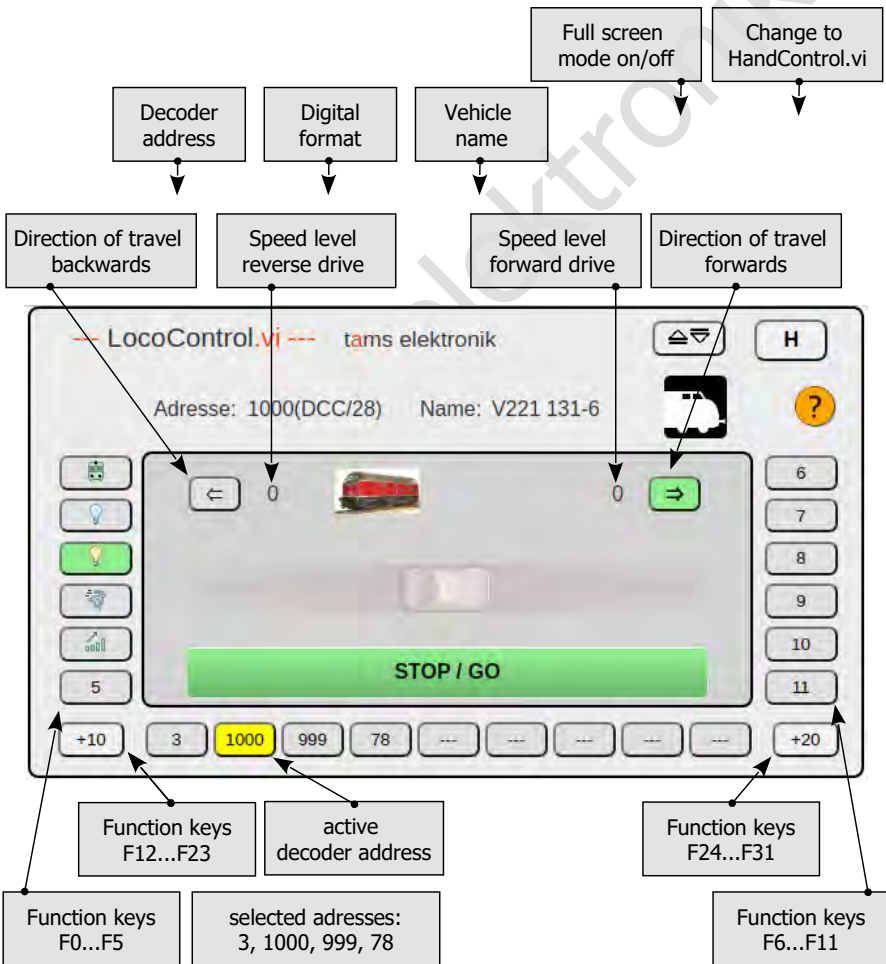 Full screen
mode on/off
Change to
HandControl.vi
Decoder
address
Digital
format
Vehicle
name
Direction of travel
backwards
Speed level
reverse drive
Speed level
forward drive
Direction of travel
forwards
--- LocoControl.vi --- tams elektronik
H
Adresse: 1000(DCC/28) Name: V221 131-6
?
⇐ 0 0 ⇒
6
7
8
9
10
11
5
STOP / GO
+10 3 1000 999 78 --- --- --- --- --- +20
Function keys
F12...F23
active
decoder address
Function keys
F24...F31
Function keys
F0...F5
selected adresses:
3, 1000, 999, 78
Function keys
F6...F11